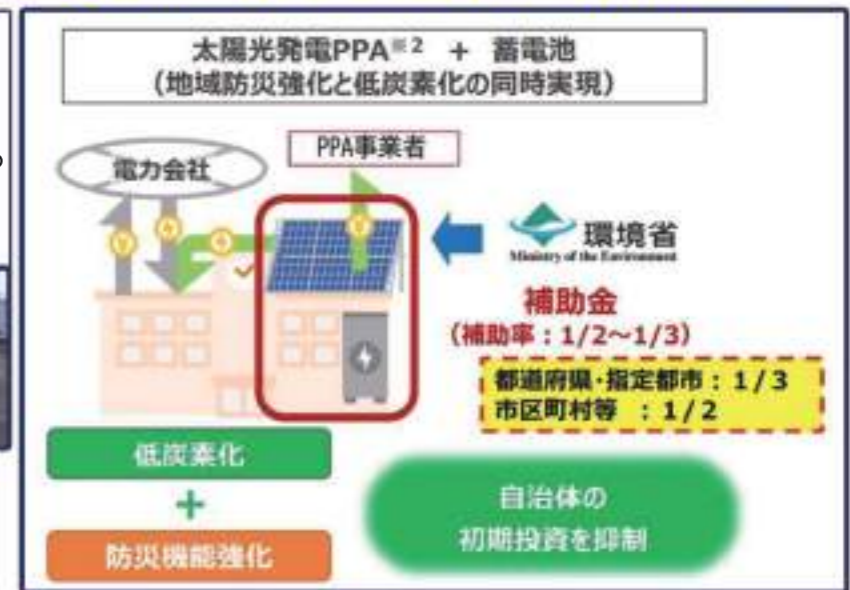 太陽光発電PPA※2 + 蓄電池
（地域防災強化と低炭素化の同時実現）
電力会社
PPA事業者
環境省
Ministry of the Environment
補助金
（補助率：1/2～1/3）
都道府県・指定都市：1/3
市区町村等 ：1/2
低炭素化
+
防災機能強化
自治体の
初期投資を抑制